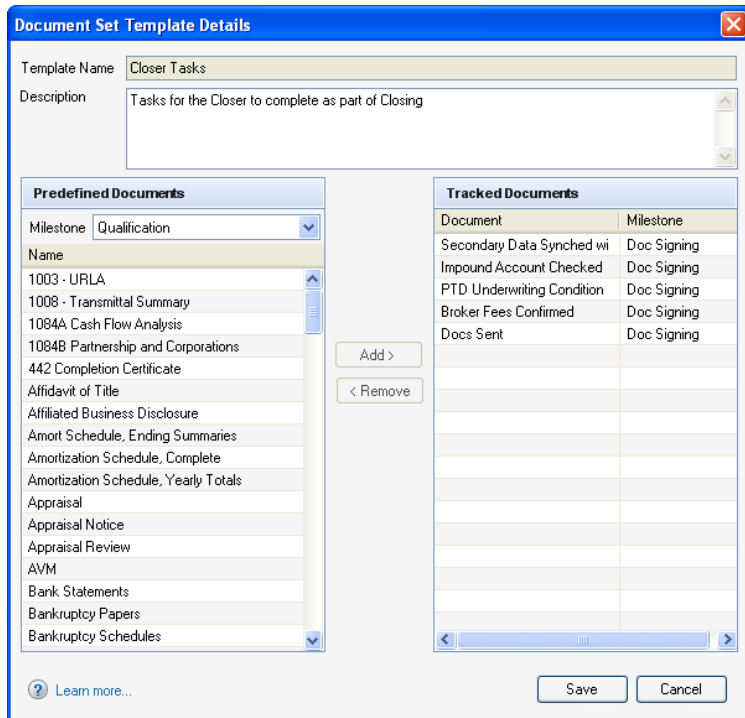 Document Set Template Details
Template Name Closer Tasks
Description Tasks for the Closer to complete as part of Closing
Predefined Documents
Milestone Qualification
Name
1003 - URLA
1008 - Transmittal Summary
1084A Cash Flow Analysis
1084B Partnership and Corporations
442 Completion Certificate
Affidavit of Title
Affiliated Business Disclosure
Amort Schedule, Ending Summaries
Amortization Schedule, Complete
Amortization Schedule, Yearly Totals
Appraisal
Appraisal Notice
Appraisal Review
AVM
Bank Statements
Bankruptcy Papers
Bankruptcy Schedules
Add >
< Remove
Tracked Documents
Document Milestone
Secondary Data Synched wi Doc Signing
Impound Account Checked Doc Signing
PTD Underwriting Condition Doc Signing
Broker Fees Confirmed Doc Signing
Docs Sent Doc Signing
? Learn more...
Save Cancel